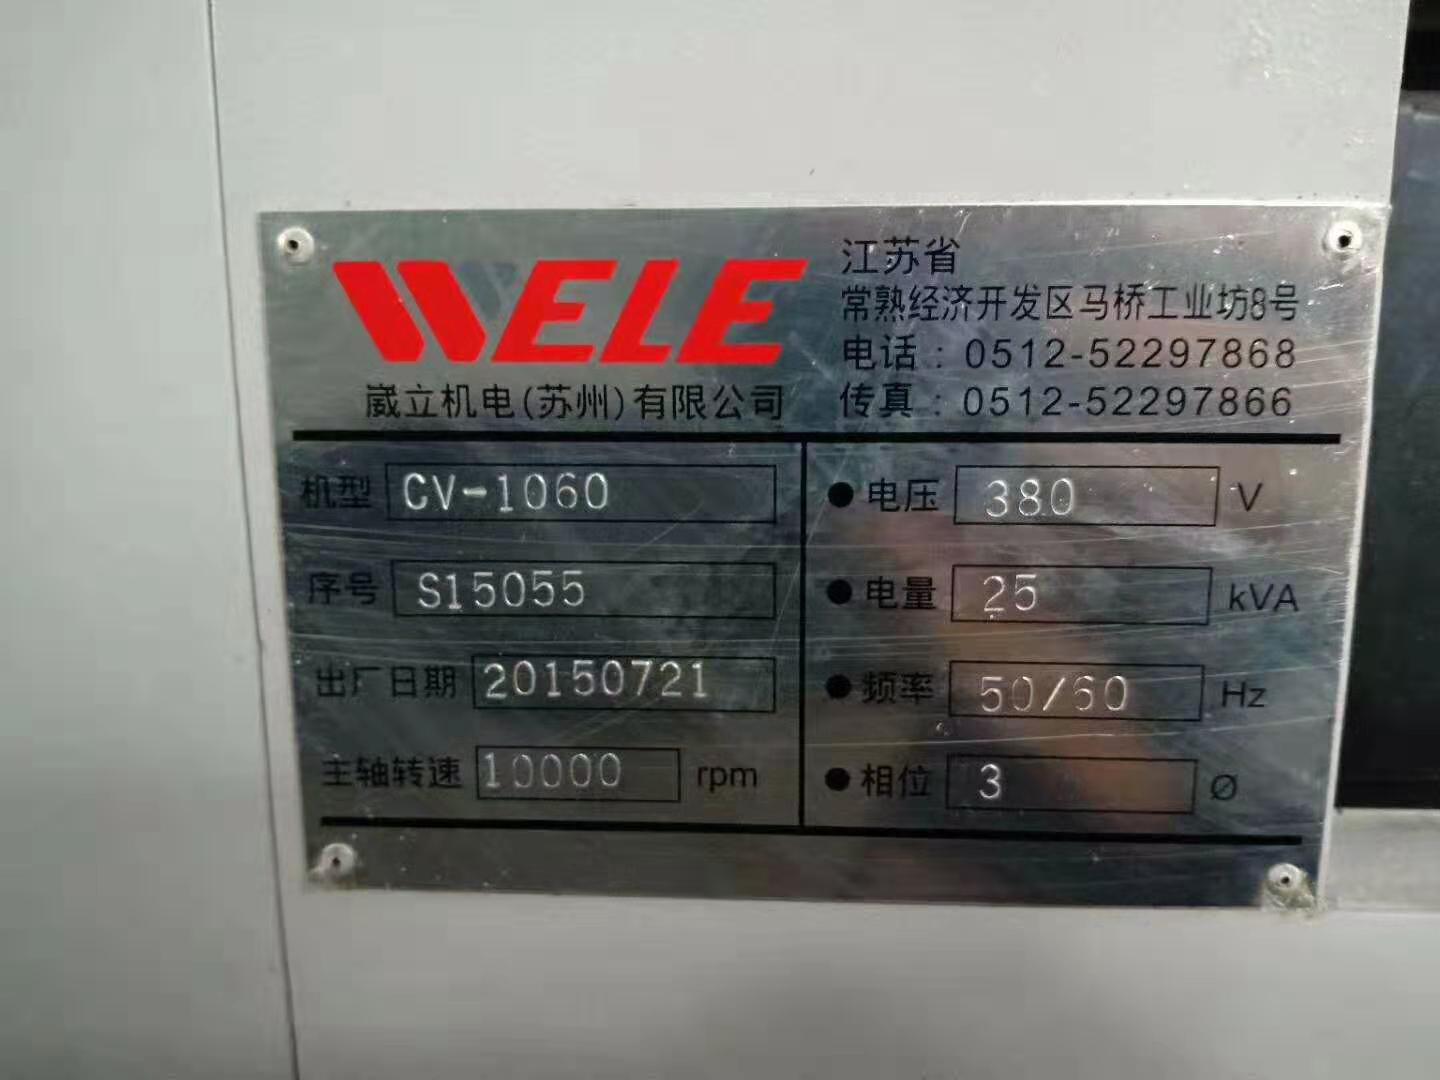 WELE
崴立机电(苏州)有限公司
江苏省
常熟经济开发区马桥工业坊8号
电话：0512-52297868
传真：0512-52297866
机型 CV-1060
序号 S15055
出厂日期 20150721
主轴转速 10000 rpm
●电压 380 V
●电量 25 kVA
●频率 50/60 Hz
●相位 3 Ø